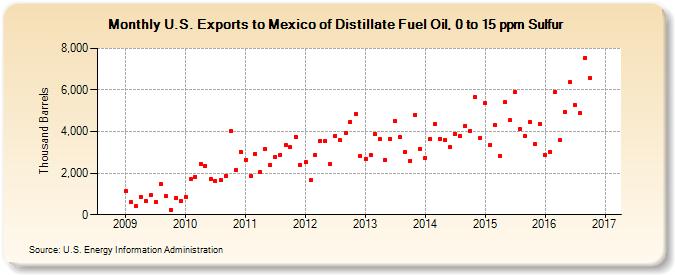 Monthly U.S. Exports to Mexico of Distillate Fuel Oil, 0 to 15 ppm Sulfur
Thousand Barrels
8,000
6,000
4,000
2,000
0
2009 2010 2011 2012 2013 2014 2015 2016 2017
Source: U.S. Energy Information Administration